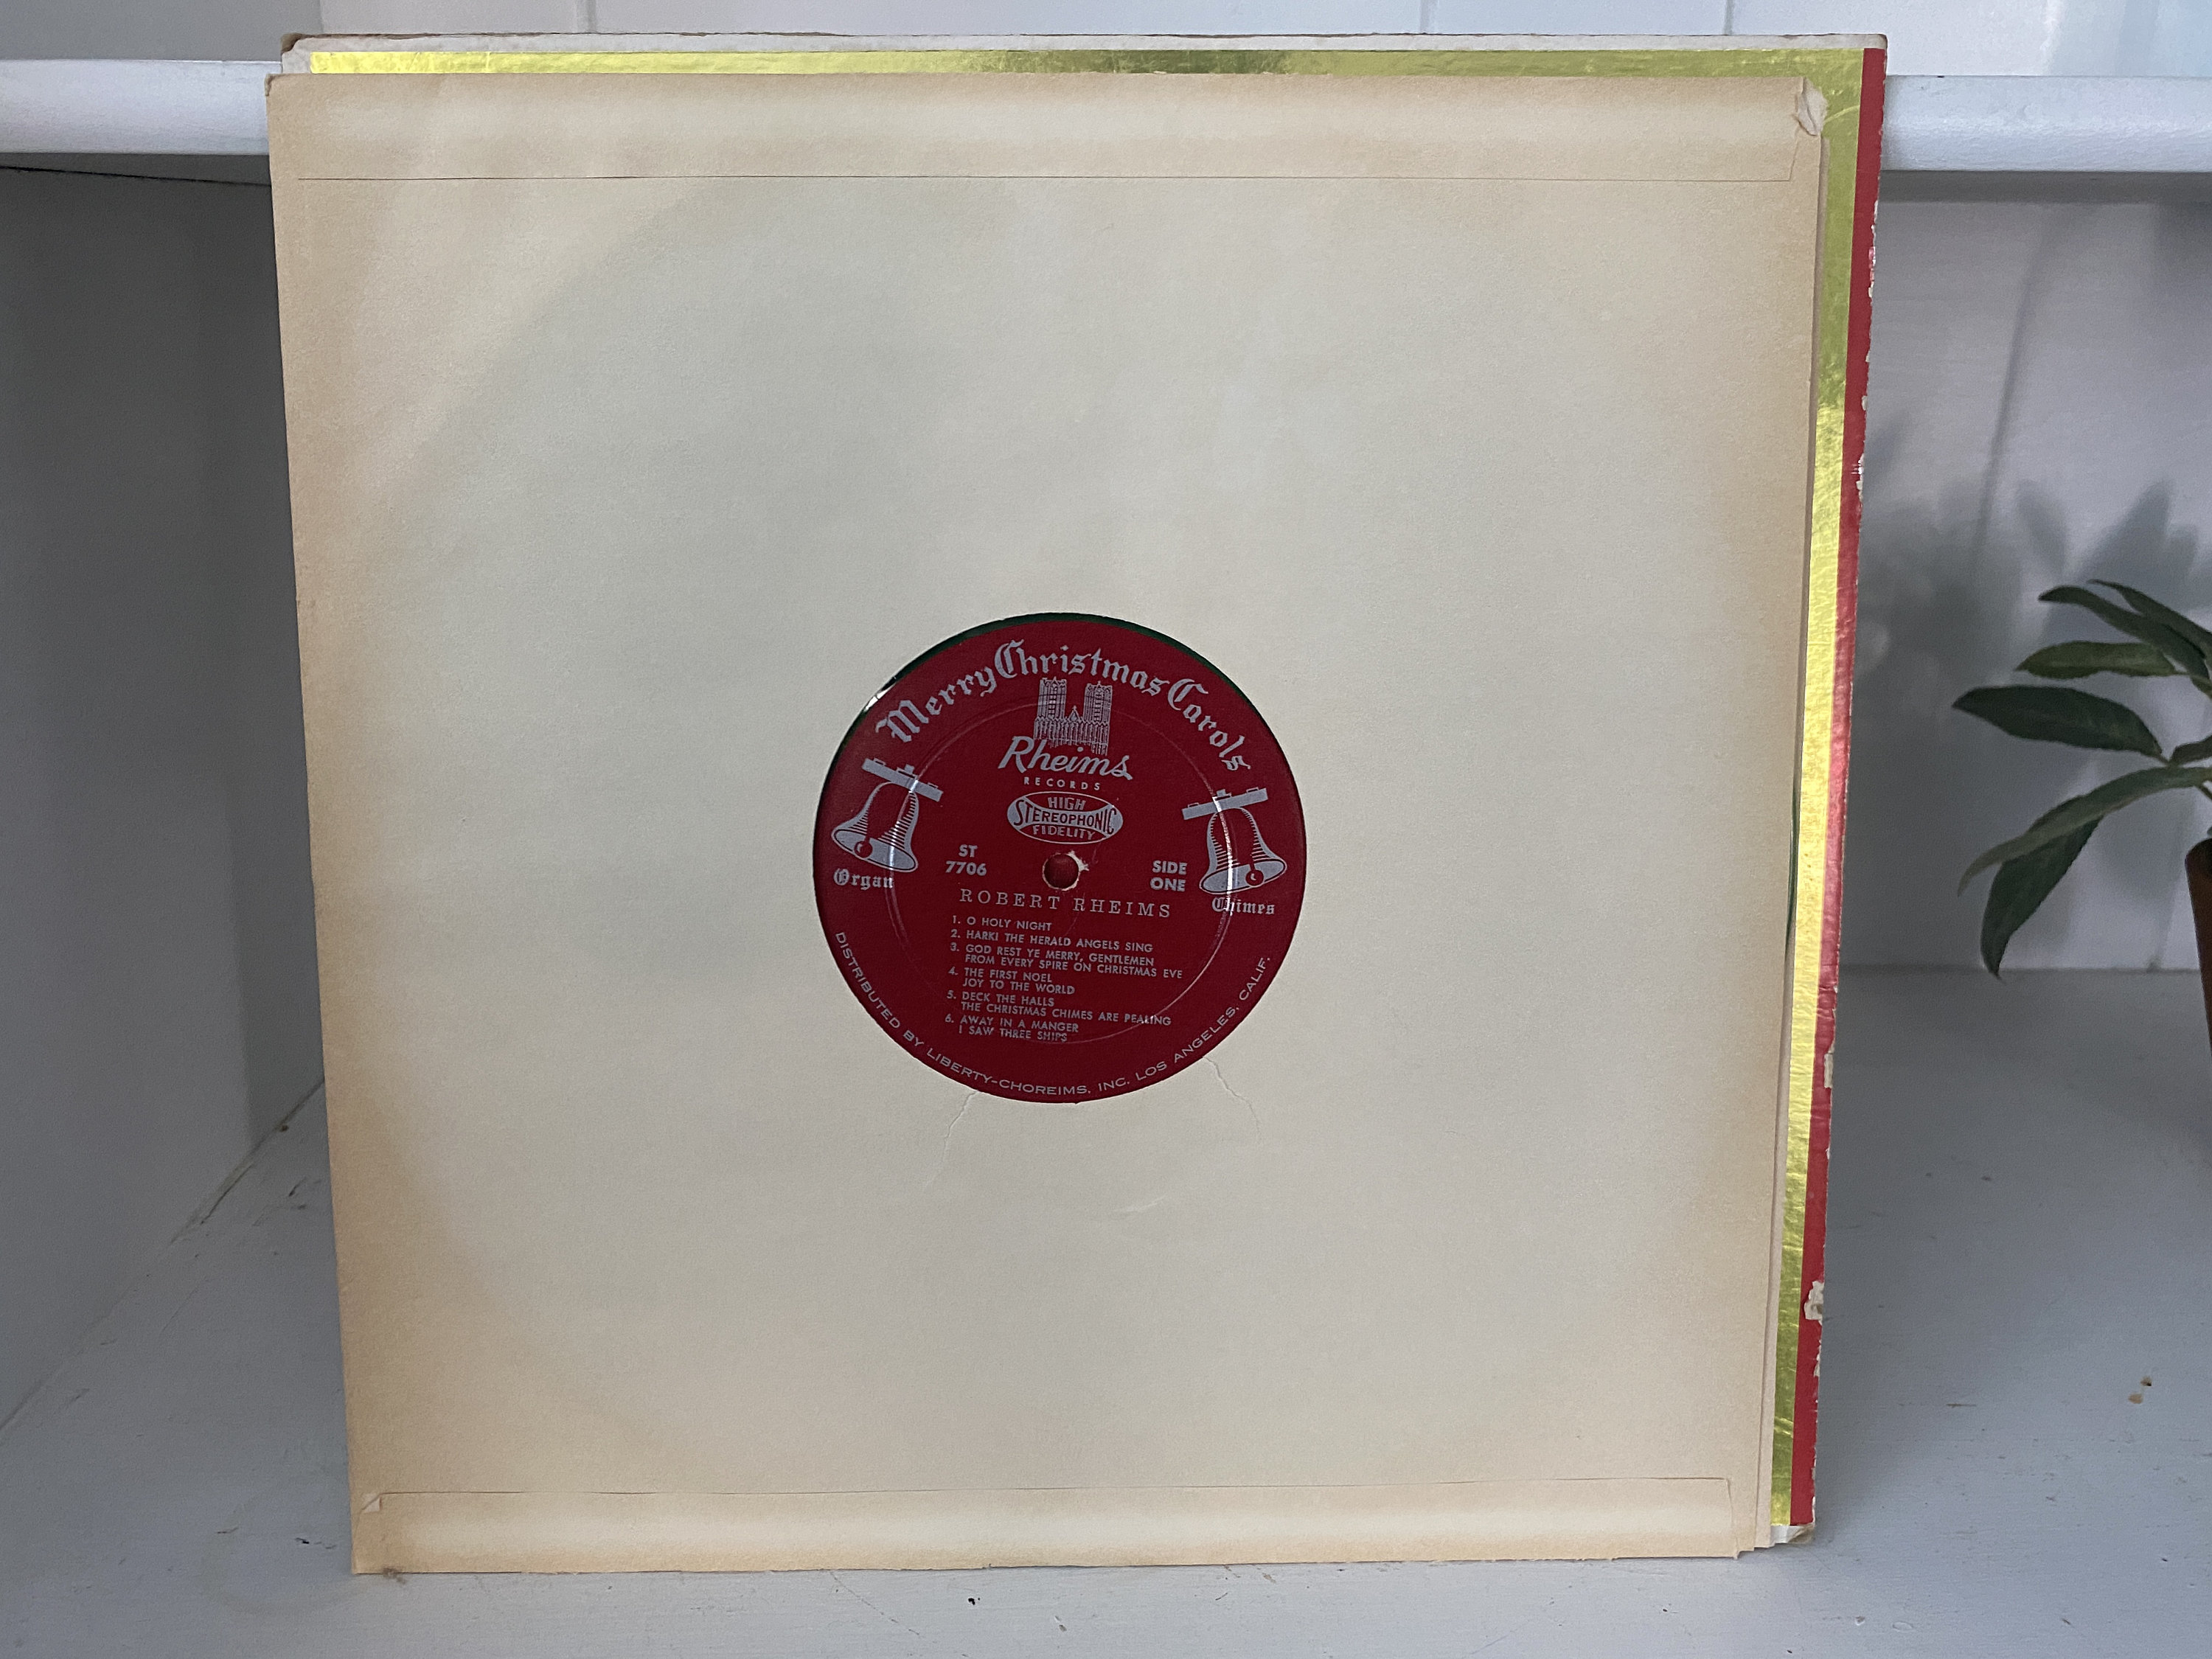 Merry Christmas Carols
Rheims
RECORDS
HIGH
STEREOPHONIC
FIDELITY
ST
7706
SIDE
ONE
Organ
Chimes
ROBERT RHEIMS
1. O HOLY NIGHT
2. HARK! THE HERALD ANGELS SING
3. GOD REST YE MERRY, GENTLEMEN
FROM EVERY SPIRE ON CHRISTMAS EVE
4. THE FIRST NOEL
JOY TO THE WORLD
5. DECK THE HALLS
THE CHRISTMAS CHIMES ARE PEALING
6. AWAY IN A MANGER
I SAW THREE SHIPS
DISTRIBUTED BY LIBERTY-CHOREIMS, INC. LOS ANGELES, CALIF.